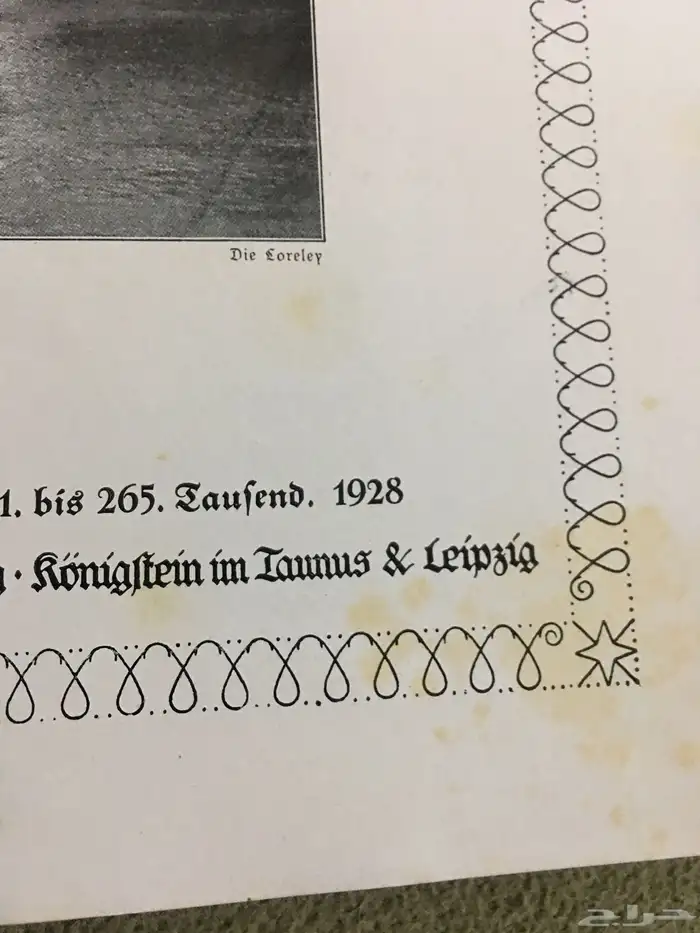 Die Loreley
1. bis 265. Tausend. 1928
· Königstein im Taunus & Leipzig
حراج